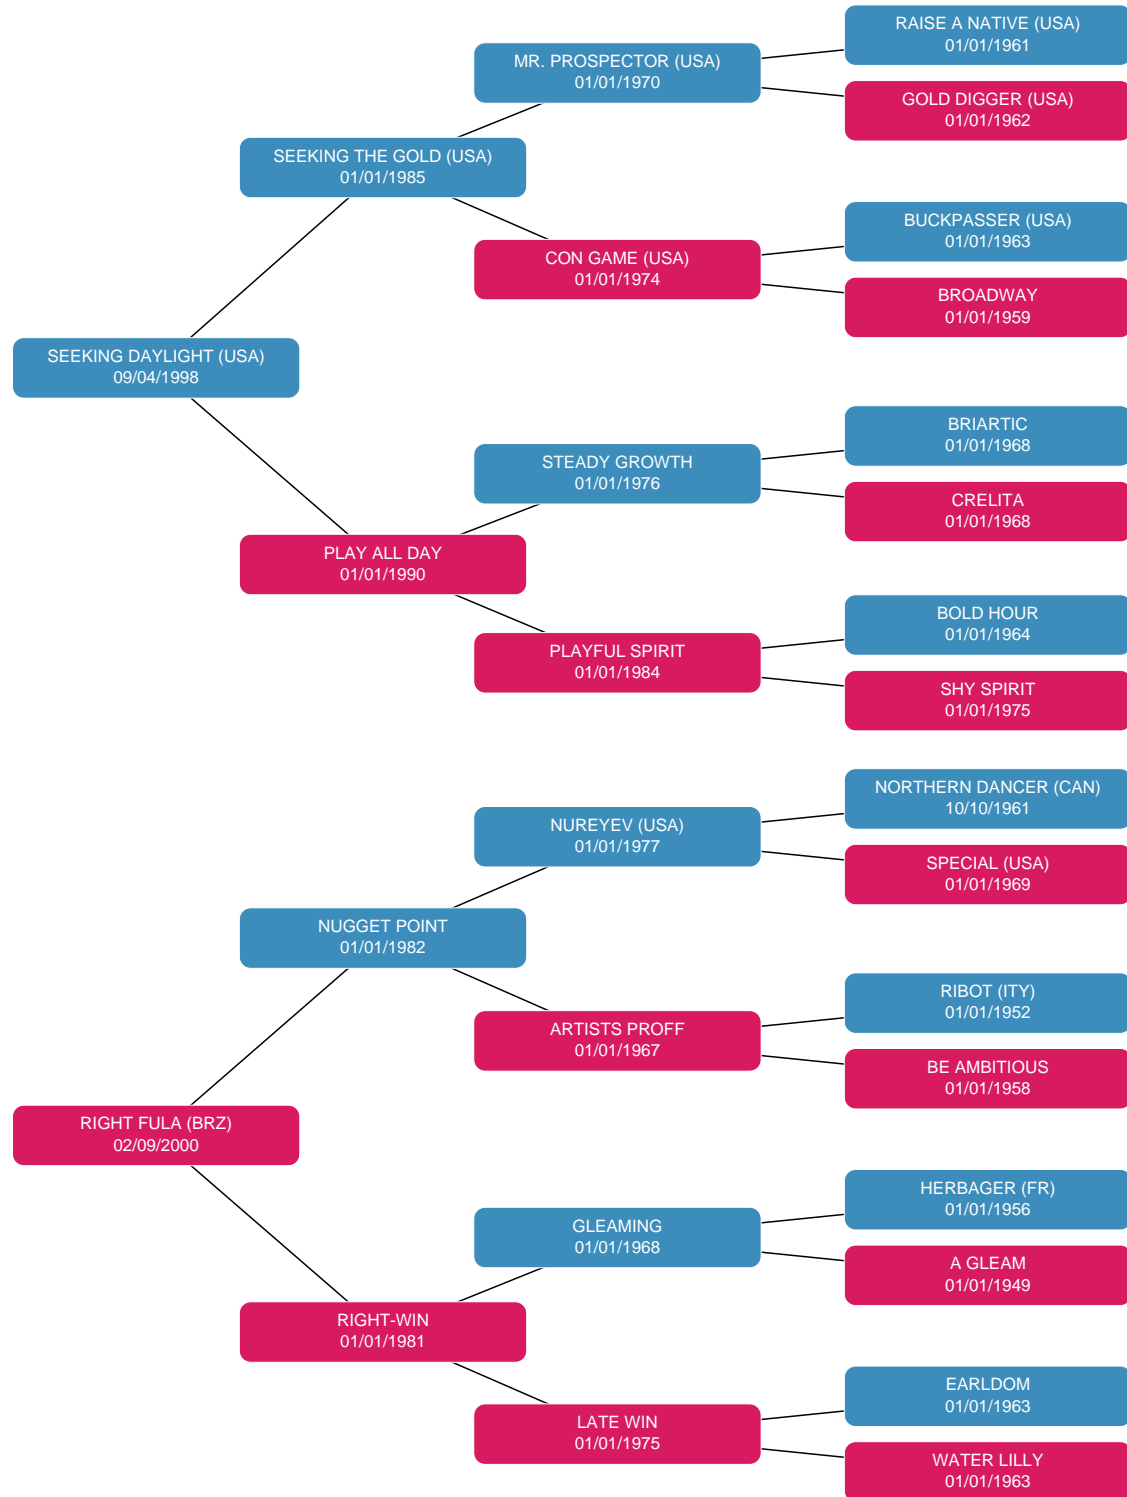 RAISE A NATIVE (USA)
01/01/1961
MR. PROSPECTOR (USA)
01/01/1970
GOLD DIGGER (USA)
01/01/1962
SEEKING THE GOLD (USA)
01/01/1985
BUCKPASSER (USA)
01/01/1963
CON GAME (USA)
01/01/1974
BROADWAY
01/01/1959
SEEKING DAYLIGHT (USA)
09/04/1998
BRIARTIC
01/01/1968
STEADY GROWTH
01/01/1976
CRELITA
01/01/1968
PLAY ALL DAY
01/01/1990
BOLD HOUR
01/01/1964
PLAYFUL SPIRIT
01/01/1984
SHY SPIRIT
01/01/1975
NORTHERN DANCER (CAN)
10/10/1961
NUREYEV (USA)
01/01/1977
SPECIAL (USA)
01/01/1969
NUGGET POINT
01/01/1982
RIBOT (ITY)
01/01/1952
ARTISTS PROFF
01/01/1967
BE AMBITIOUS
01/01/1958
RIGHT FULA (BRZ)
02/09/2000
HERBAGER (FR)
01/01/1956
GLEAMING
01/01/1968
A GLEAM
01/01/1949
RIGHT-WIN
01/01/1981
EARLDOM
01/01/1963
LATE WIN
01/01/1975
WATER LILLY
01/01/1963